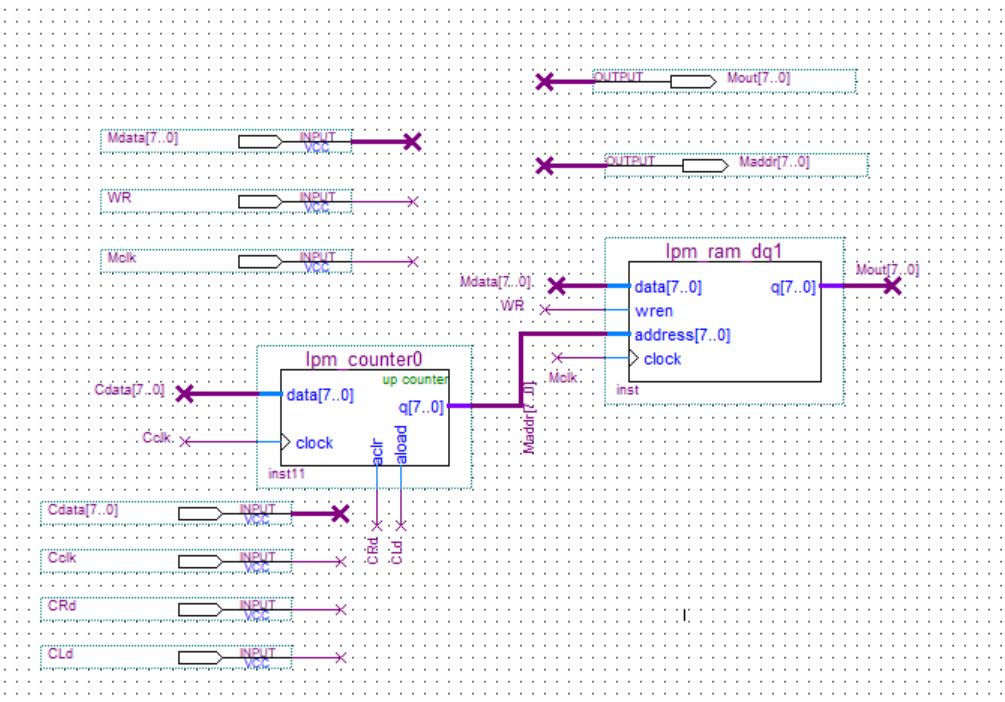 OUTPUT Mout[7..0]
Mdata[7..0] INPUT
VCC
OUTPUT Maddr[7..0]
WR INPUT
VCC
Mclk INPUT
VCC
lpm_ram_dq1
Mdata[7..0] data[7..0] q[7..0] Mout[7..0]
WR wren
address[7..0]
Mclk clock
inst
Maddr[7..0]
lpm_counter0
up counter
Cdata[7..0] data[7..0]
q[7..0]
Cclk clock
aclr aload
inst11
CRd CLd
Cdata[7..0] INPUT
VCC
Cclk INPUT
VCC
CRd INPUT
VCC
CLd INPUT
VCC